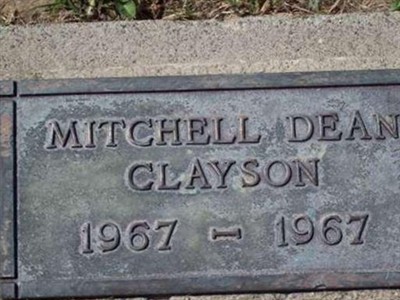 MITCHELL DEAN
CLAYSON
1967 - 1967